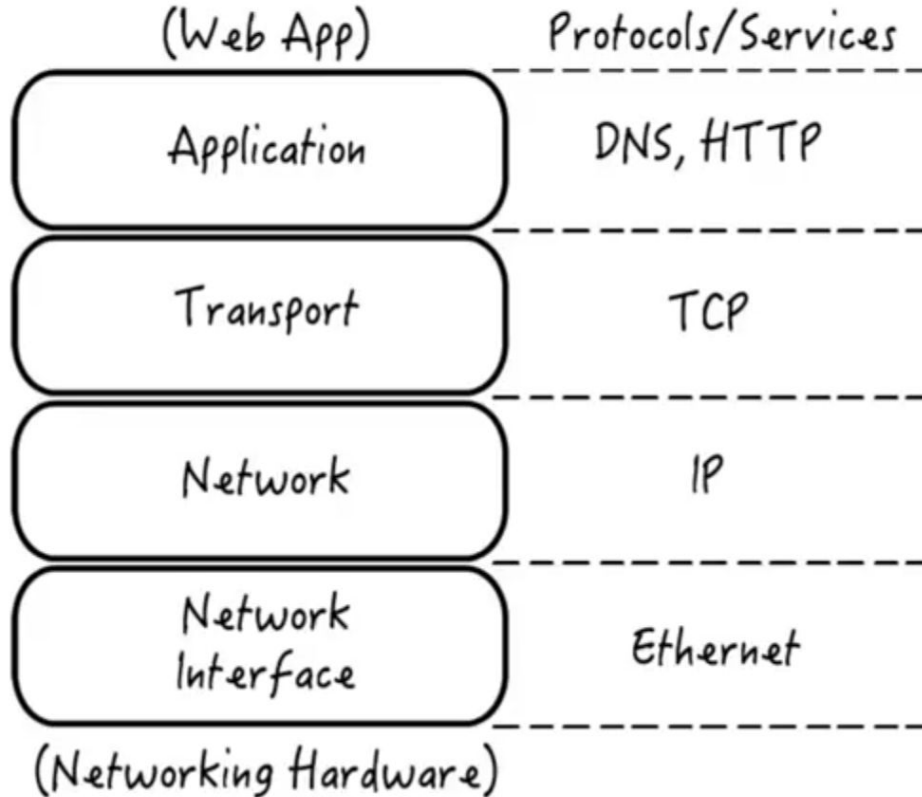 (Web App) Protocols/Services
Application DNS, HTTP
Transport TCP
Network IP
Network
Interface Ethernet
(Networking Hardware)